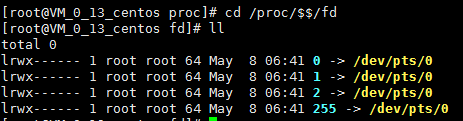 [root@VM_0_13_centos proc]# cd /proc/$$/fd
[root@VM_0_13_centos fd]# ll
total 0
lrwx------ 1 root root 64 May  8 06:41 0 -> /dev/pts/0
lrwx------ 1 root root 64 May  8 06:41 1 -> /dev/pts/0
lrwx------ 1 root root 64 May  8 06:41 2 -> /dev/pts/0
lrwx------ 1 root root 64 May  8 06:41 255 -> /dev/pts/0
[root@VM_0_13_centos fd]#